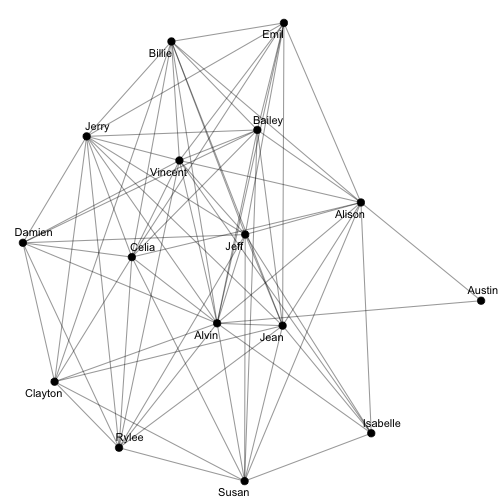 Emil
Billie
Bailey
Jerry
Vincent
Alison
Damien
Celia
Jeff
Austin
Alvin
Jean
Clayton
Isabelle
Rylee
Susan